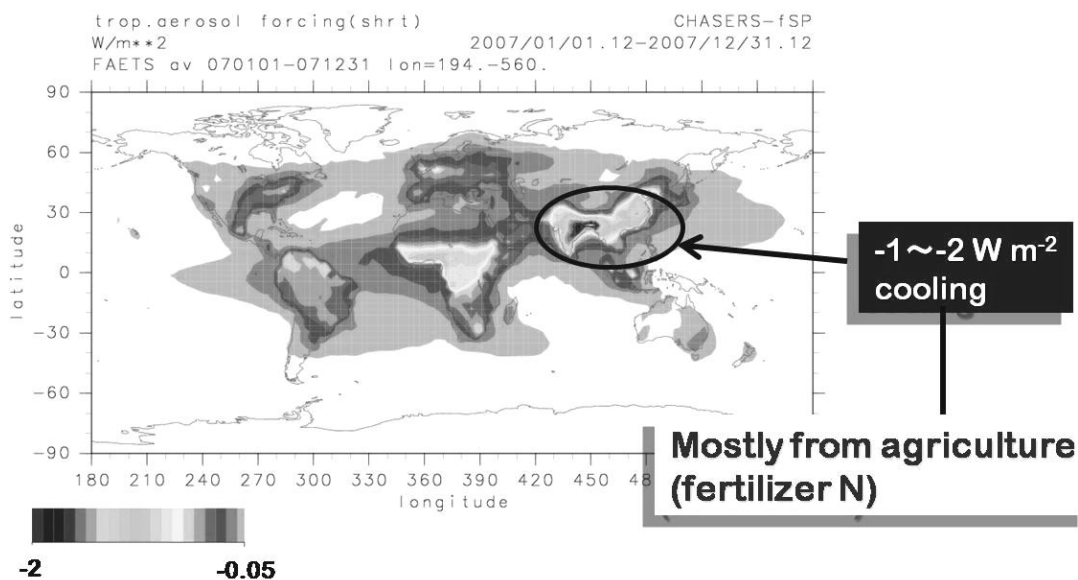 trop.aerosol forcing(shrt) CHASERS-fSP
W/m**2 2007/01/01.12-2007/12/31.12
FAETS av 070101-071231 lon=194.-560.
90
60
30
0
-30
-60
-90
latitude
180 210 240 270 300 330 360 390 420 450 48
longitude
-1～-2 W m-2
cooling
Mostly from agriculture
(fertilizer N)
-2 -0.05